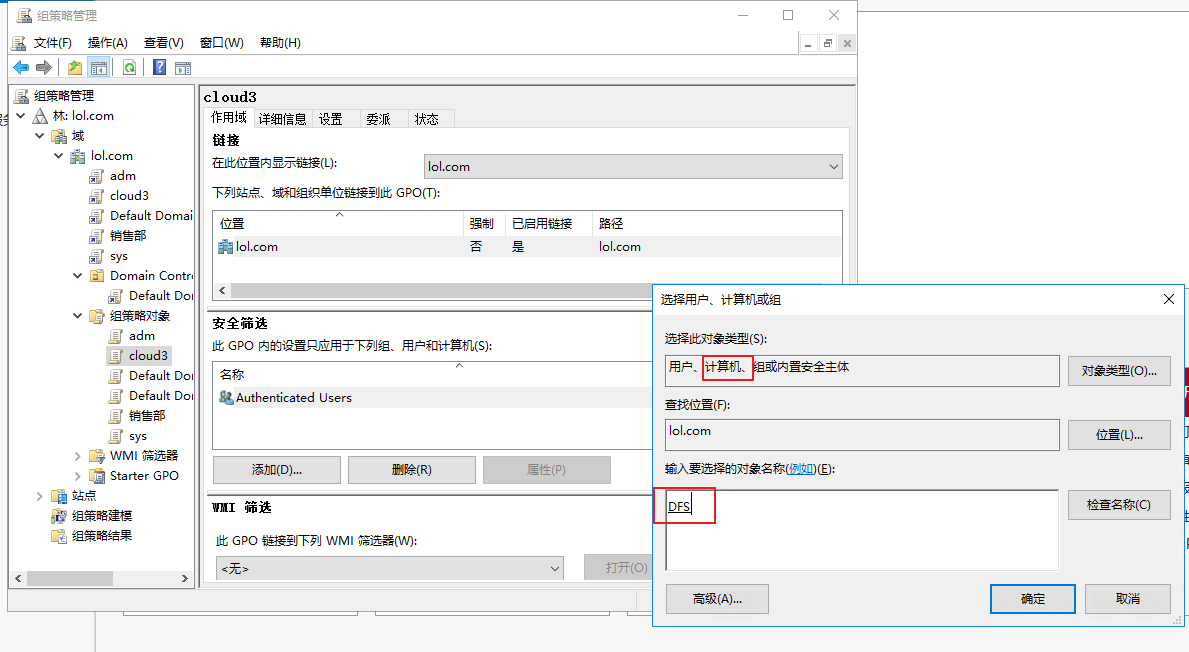 组策略管理
文件(F) 操作(A) 查看(V) 窗口(W) 帮助(H)
组策略管理
林: lol.com
域
lol.com
adm
cloud3
Default Domai
销售部
sys
Domain Contr
Default Dor
组策略对象
adm
cloud3
Default Dor
Default Dor
销售部
sys
WMI 筛选器
Starter GPO
站点
组策略建模
组策略结果
cloud3
作用域 详细信息 设置 委派 状态
链接
在此位置内显示链接(L):
lol.com
下列站点、域和组织单位链接到此 GPO(T):
位置 强制 已启用链接 路径
lol.com 否 是 lol.com
安全筛选
此 GPO 内的设置只应用于下列组、用户和计算机(S):
名称
Authenticated Users
添加(D)... 删除(R) 属性(P)
WMI 筛选
此 GPO 链接到下列 WMI 筛选器(W):
<无> 打开(O)
选择用户、计算机或组
选择此对象类型(S):
用户、计算机、组或内置安全主体 对象类型(O)...
查找位置(F):
lol.com 位置(L)...
输入要选择的对象名称(例如)(E):
DFS 检查名称(C)
高级(A)... 确定 取消